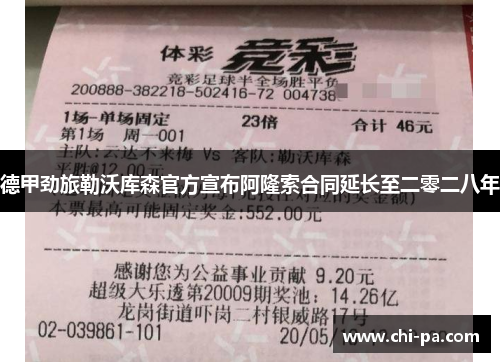 体彩 竞彩
竞彩足球半全场胜平负
200888-382218-502416-72 004738
1场-单场固定 23倍 合计 46元
第1场 周一001
主队:云达不来梅 Vs 客队:勒沃库森
德甲劲旅勒沃库森官方宣布阿隆索合同延长至二零二八年
本票最高可能固定奖金:552.00元
感谢您为公益事业贡献 9.20元
超级大乐透第20009期奖池: 14.26亿
龙岗街道吓岗二村银威路17号
02-039861-101 20/05/
www.chi-pa.com